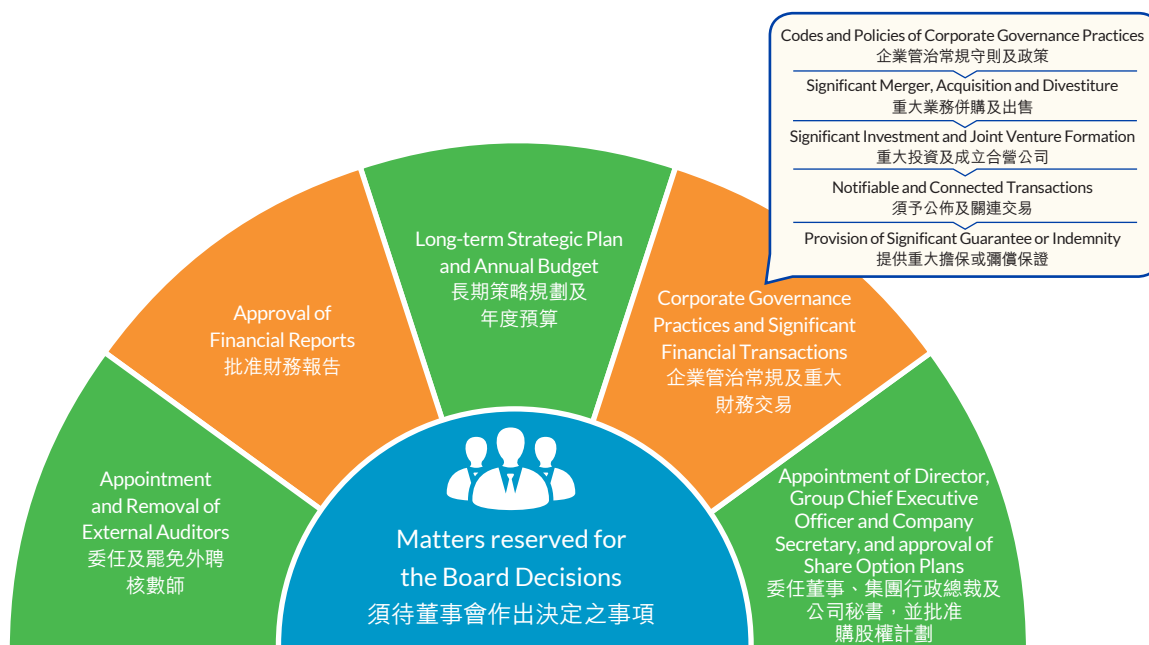 Codes and Policies of Corporate Governance Practices
企業管治常規守則及政策
Significant Merger, Acquisition and Divestiture
重大業務併購及出售
Significant Investment and Joint Venture Formation
重大投資及成立合營公司
Notifiable and Connected Transactions
須予公佈及關連交易
Provision of Significant Guarantee or Indemnity
提供重大擔保或彌償保證
Appointment
and Removal of
External Auditors
委任及罷免外聘
核數師
Approval of
Financial Reports
批准財務報告
Long-term Strategic Plan
and Annual Budget
長期策略規劃及
年度預算
Corporate Governance
Practices and Significant
Financial Transactions
企業管治常規及重大
財務交易
Appointment of Director,
Group Chief Executive
Officer and Company
Secretary, and approval of
Share Option Plans
委任董事、集團行政總裁及
公司秘書，並批准
購股權計劃
Matters reserved for
the Board Decisions
須待董事會作出決定之事項